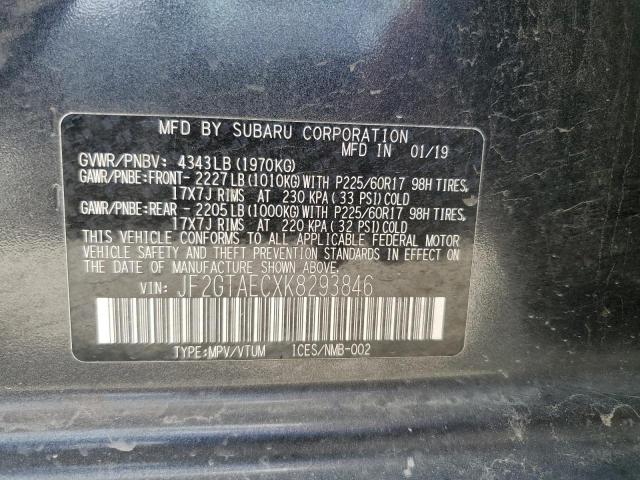 MFD BY SUBARU CORPORATION
MFD IN 01/19
GVWR/PNBV: 4343LB(1970KG)
GAWR/PNBE:FRONT- 2227LB(1010KG)WITH P225/60R17 98H TIRES,
17X7J RIMS AT 230 KPA( 33 PSI)COLD
GAWR/PNBE:REAR - 2205LB(1000KG)WITH P225/60R17 98H TIRES,
17X7J RIMS AT 220 KPA( 32 PSI)COLD
THIS VEHICLE CONFORMS TO ALL APPLICABLE FEDERAL MOTOR
VEHICLE SAFETY AND THEFT PREVENTION STANDARDS IN EFFECT ON
THE DATE OF MANUFACTURE SHOWN ABOVE.
VIN: JF2GTAECXK8293846
TYPE:MPV/VTUM ICES/NMB-002